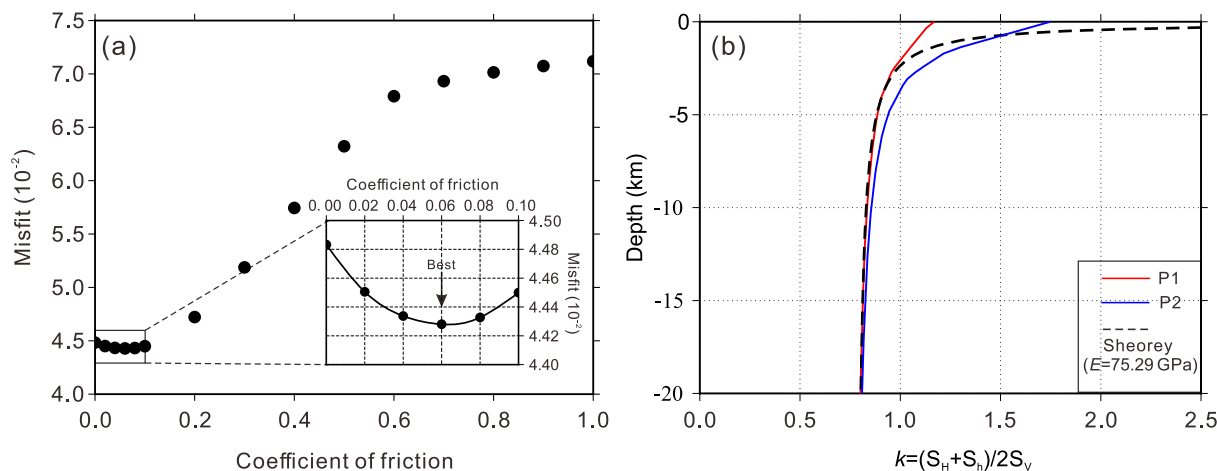 (a)
7.5
7.0
6.5
6.0
5.5
5.0
4.5
4.0
Misfit (10⁻²)
0.0 0.2 0.4 0.6 0.8 1.0
Coefficient of friction
Coefficient of friction
0.00 0.02 0.04 0.06 0.08 0.10
Best
4.50
4.48
4.46
4.44
4.42
4.40
Misfit (10⁻²)
(b)
0
-5
-10
-15
-20
Depth (km)
P1
P2
Sheorey
(E=75.29 GPa)
0.0 0.5 1.0 1.5 2.0 2.5
k=(S_H+S_h)/2S_V